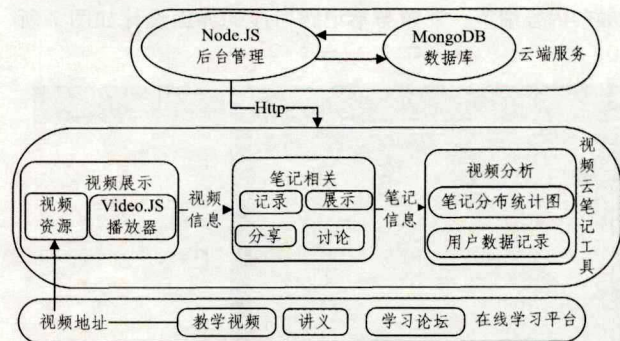 Node.JS
后台管理
MongoDB
数据库
云端服务
Http
视频展示
视频
资源
Video.JS
播放器
视频
信息
笔记相关
记录
展示
分享
讨论
笔记
信息
视频分析
笔记分布统计图
用户数据记录
视频云笔记工具
视频地址
教学视频
讲义
学习论坛
在线学习平台